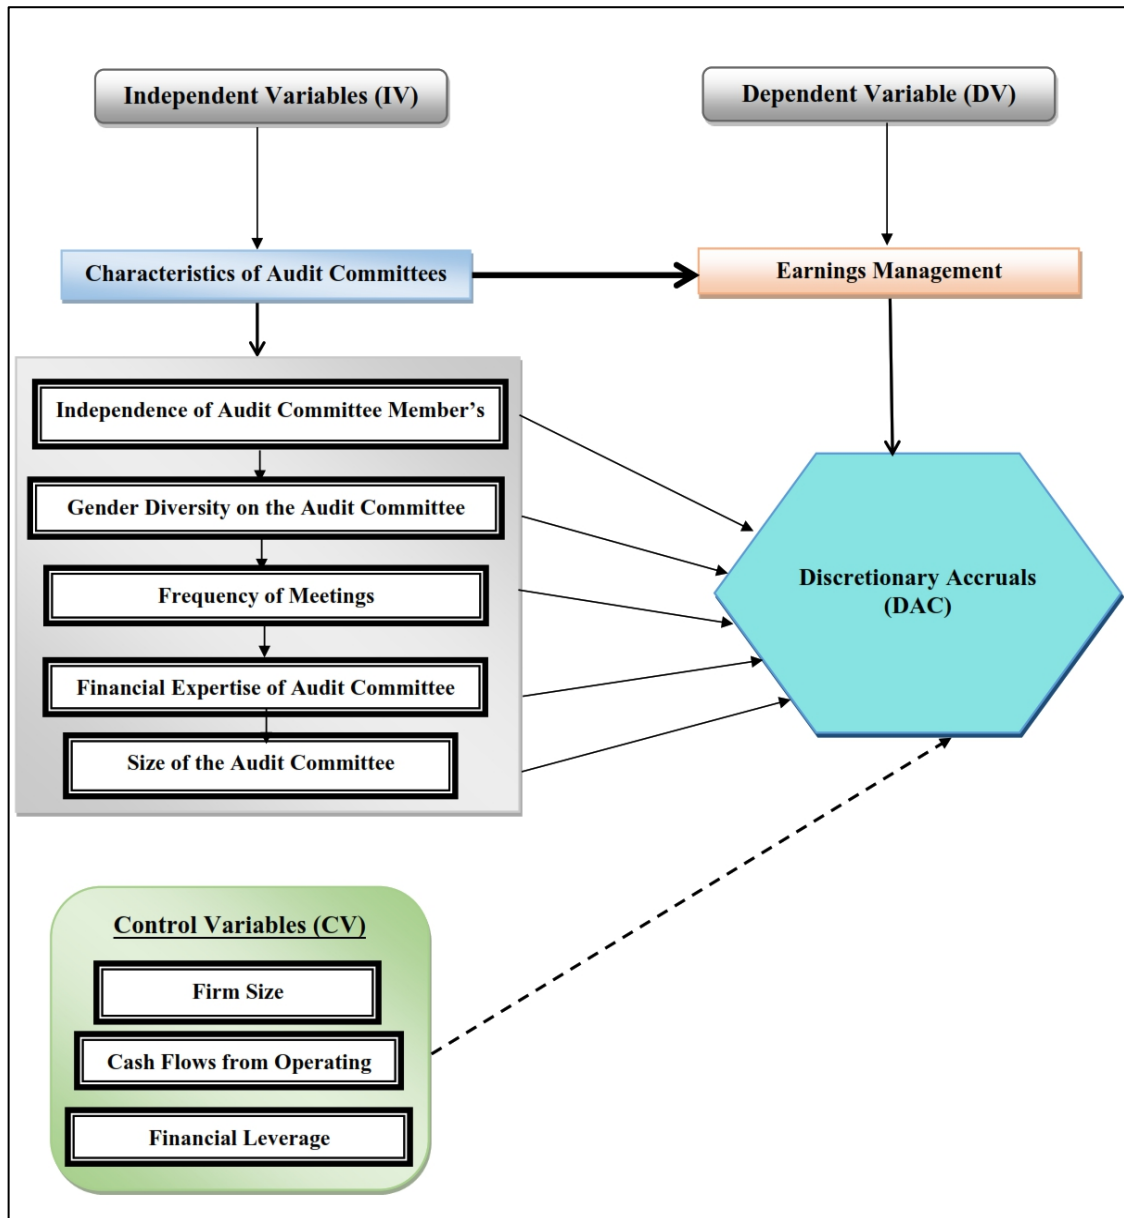 Independent Variables (IV)
Dependent Variable (DV)
Characteristics of Audit Committees
Earnings Management
Independence of Audit Committee Member’s
Gender Diversity on the Audit Committee
Frequency of Meetings
Financial Expertise of Audit Committee
Size of the Audit Committee
Discretionary Accruals
(DAC)
Control Variables (CV)
Firm Size
Cash Flows from Operating
Financial Leverage